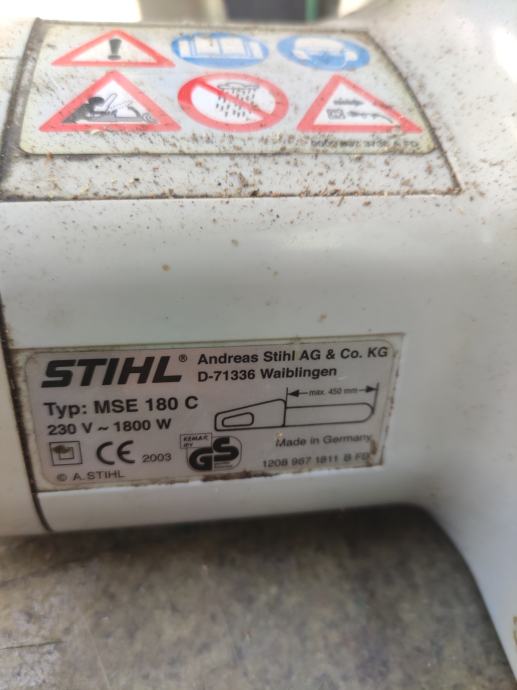 STIHL® Andreas Stihl AG & Co. KG
D-71336 Waiblingen
Typ: MSE 180 C
230 V ~ 1800 W
max. 450 mm
CE 2003
KEMA
GS
Made in Germany
© A.STIHL
1208 967 1811 B